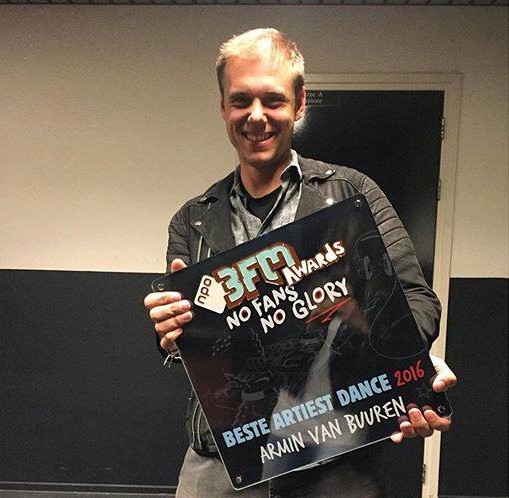 npo
3FM AWARDS
NO FANS
NO GLORY
BESTE ARTIEST DANCE 2016
ARMIN VAN BUUREN